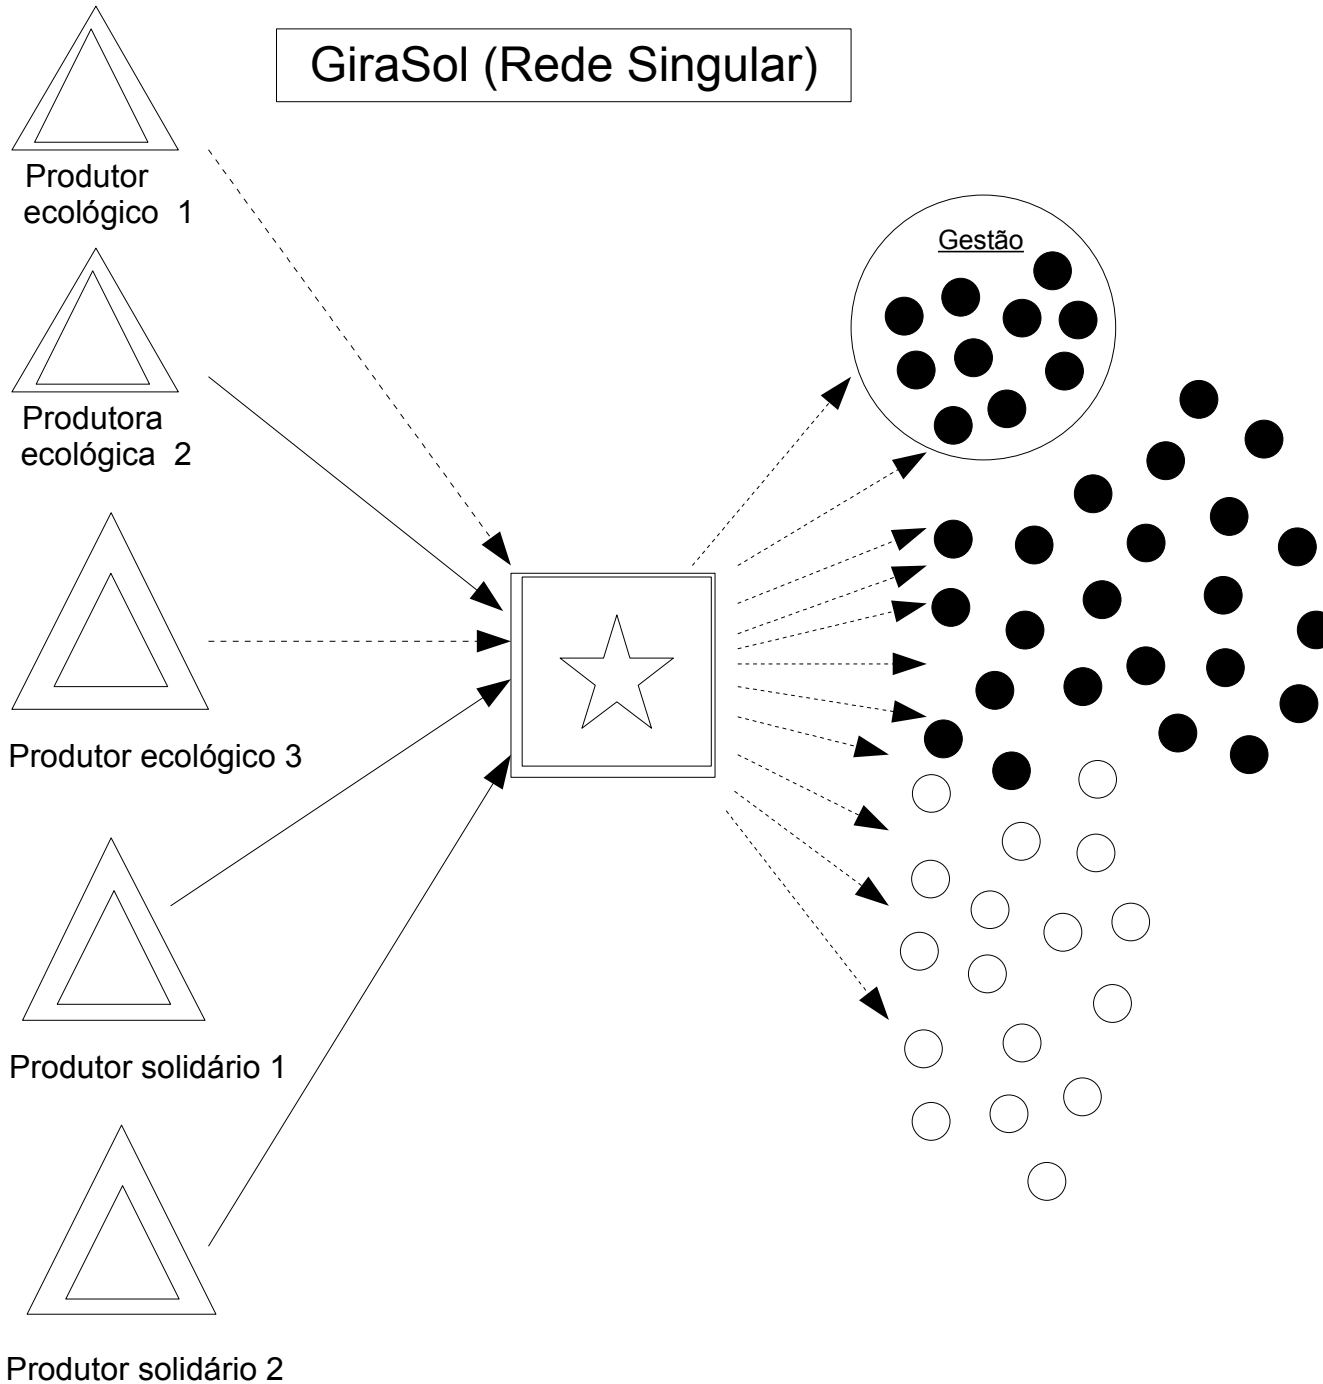 GiraSol (Rede Singular)
Produtor
ecológico 1
Gestão
Produtora
ecológica 2
Produtor ecológico 3
Produtor solidário 1
Produtor solidário 2